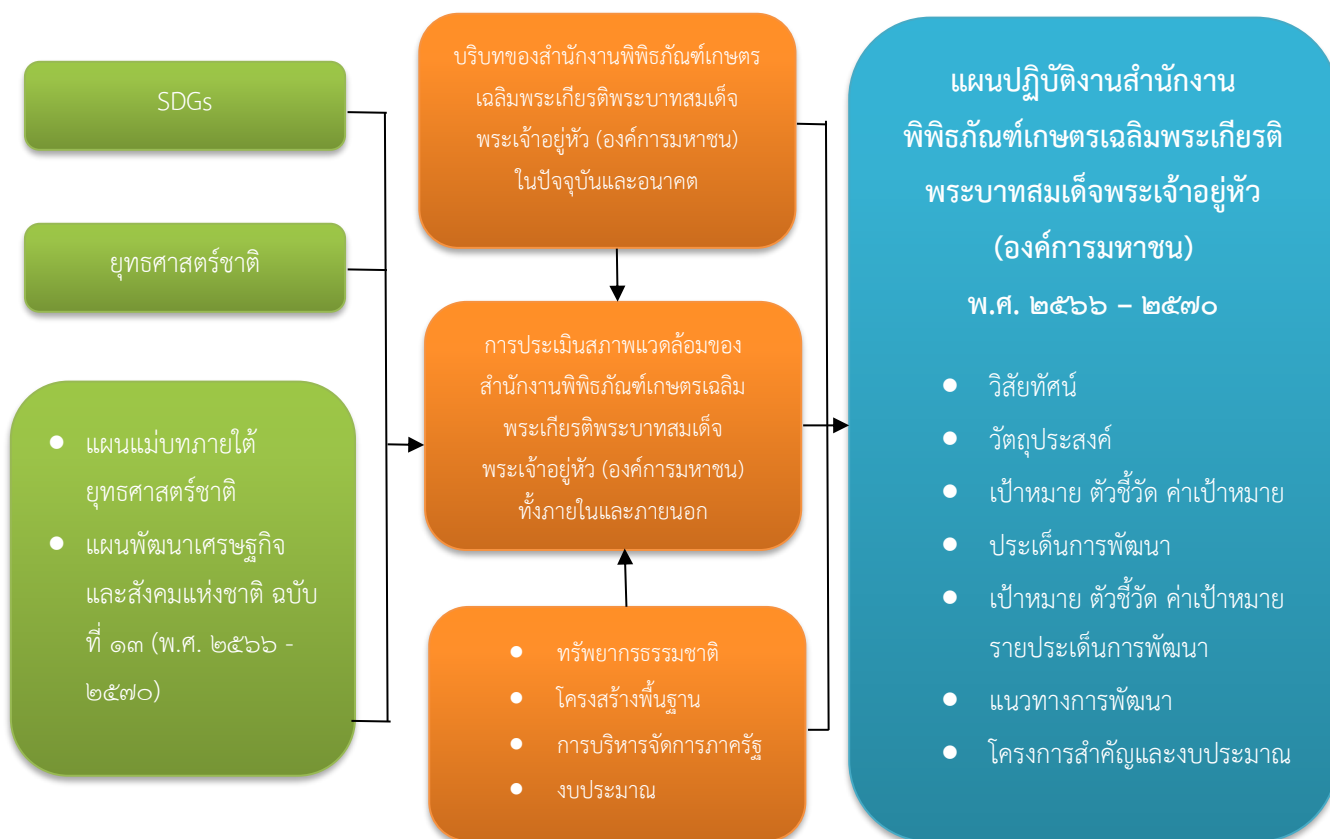 SDGs
ยุทธศาสตร์ชาติ
● แผนแม่บทภายใต้
ยุทธศาสตร์ชาติ
● แผนพัฒนาเศรษฐกิจ
และสังคมแห่งชาติ ฉบับ
ที่ ๑๓ (พ.ศ. ๒๕๖๖ -
๒๕๗๐)
บริบทของสำนักงานพิพิธภัณฑ์เกษตร
เฉลิมพระเกียรติพระบาทสมเด็จ
พระเจ้าอยู่หัว (องค์การมหาชน)
ในปัจจุบันและอนาคต
การประเมินสภาพแวดล้อมของ
สำนักงานพิพิธภัณฑ์เกษตรเฉลิม
พระเกียรติพระบาทสมเด็จ
พระเจ้าอยู่หัว (องค์การมหาชน)
ทั้งภายในและภายนอก
● ทรัพยากรธรรมชาติ
● โครงสร้างพื้นฐาน
● การบริหารจัดการภาครัฐ
● งบประมาณ
แผนปฏิบัติงานสำนักงาน
พิพิธภัณฑ์เกษตรเฉลิมพระเกียรติ
พระบาทสมเด็จพระเจ้าอยู่หัว
(องค์การมหาชน)
พ.ศ. ๒๕๖๖ – ๒๕๗๐
● วิสัยทัศน์
● วัตถุประสงค์
● เป้าหมาย ตัวชี้วัด ค่าเป้าหมาย
● ประเด็นการพัฒนา
● เป้าหมาย ตัวชี้วัด ค่าเป้าหมาย
รายประเด็นการพัฒนา
● แนวทางการพัฒนา
● โครงการสำคัญและงบประมาณ